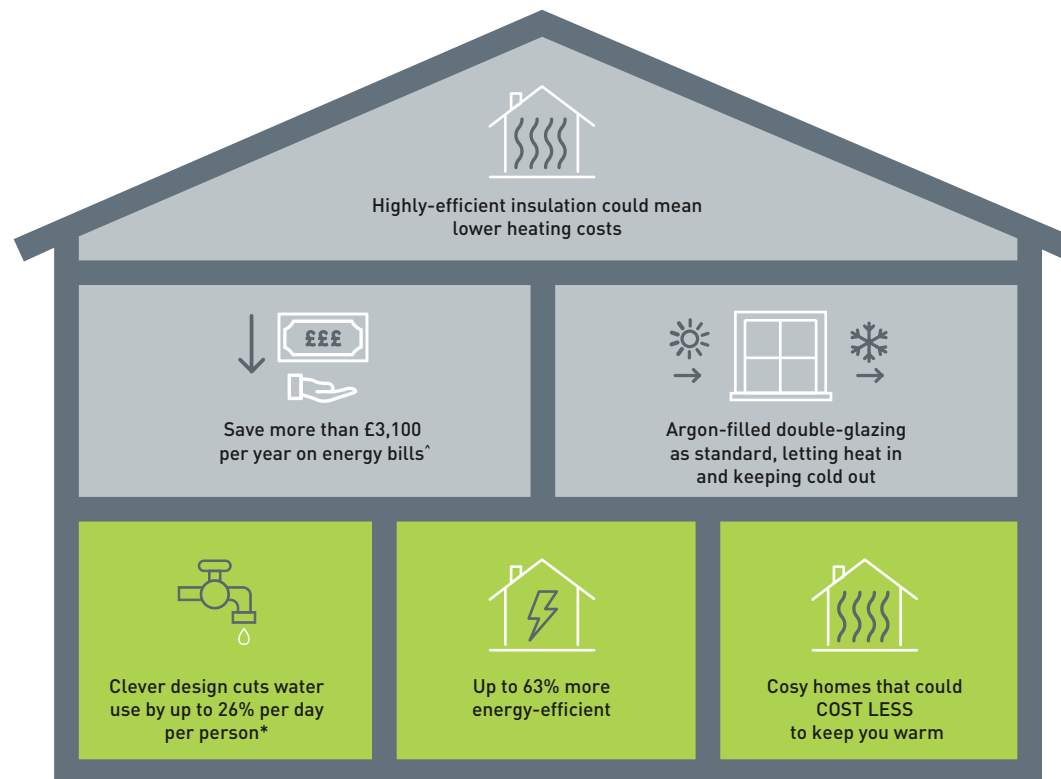 Highly-efficient insulation could mean
lower heating costs
£££
Save more than £3,100
per year on energy bills^
Argon-filled double-glazing
as standard, letting heat in
and keeping cold out
Clever design cuts water
use by up to 26% per day
per person*
Up to 63% more
energy-efficient
Cosy homes that could
COST LESS
to keep you warm